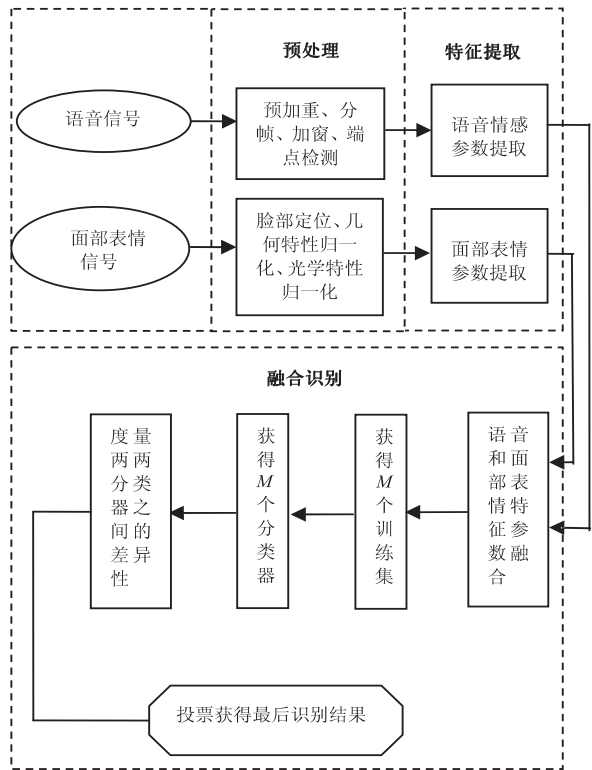 预处理
特征提取
语音信号
预加重、分
帧、加窗、端
点检测
语音情感
参数提取
面部表情
信号
脸部定位、几
何特性归一
化、光学特性
归一化
面部表情
参数提取
融合识别
度量
两两
分类
器之
间的
差异
性
获得M个分类器
获得M个训练集
语音
和面
部表
情特
征参
数融
合
投票获得最后识别结果